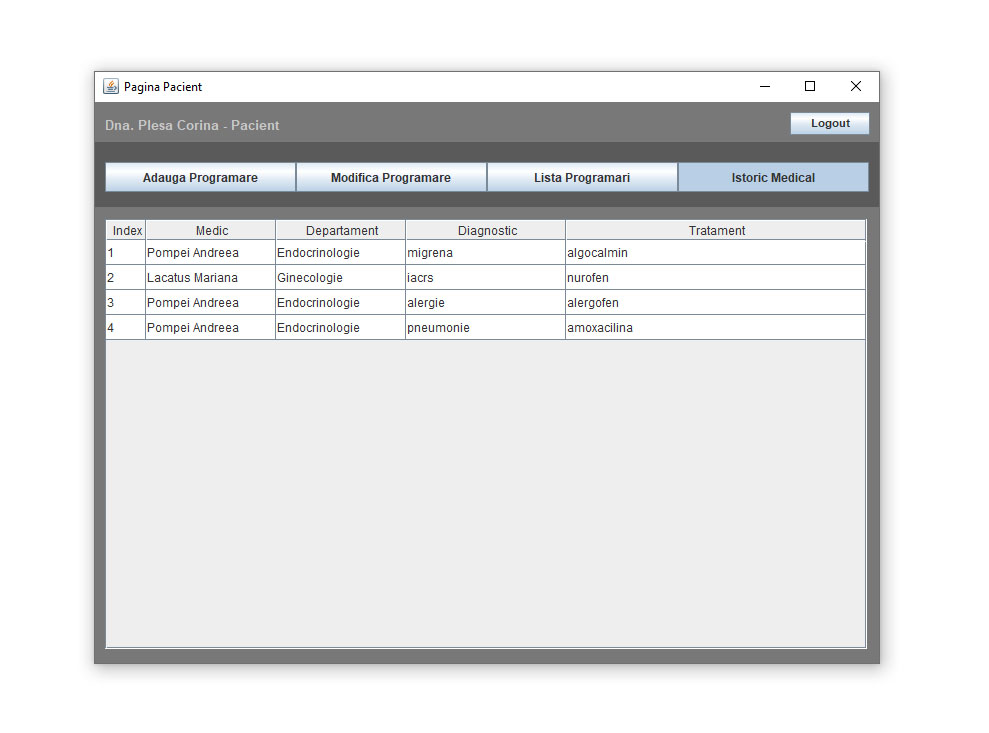 Pagina Pacient
Dna. Plesa Corina - Pacient
Logout
Adauga Programare Modifica Programare Lista Programari Istoric Medical
Index Medic Departament Diagnostic Tratament
1 Pompei Andreea Endocrinologie migrena algocalmin
2 Lacatus Mariana Ginecologie iacrs nurofen
3 Pompei Andreea Endocrinologie alergie alergofen
4 Pompei Andreea Endocrinologie pneumonie amoxacilina